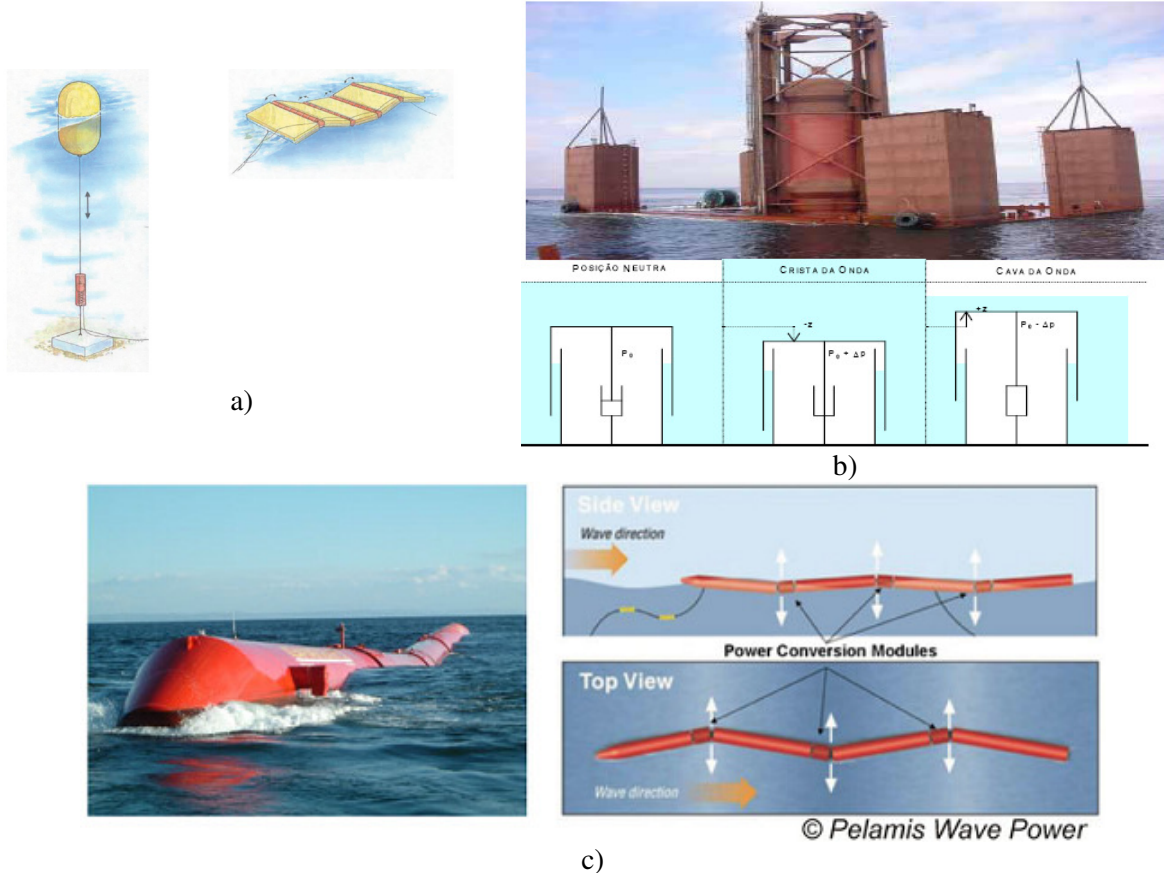 a)
POSIÇÃO NEUTRA
CRISTA DA ONDA
CAVA DA ONDA
P0
-z
P0 + Δp
+z
P0 - Δp
b)
Side View
Wave direction
Power Conversion Modules
Top View
Wave direction
© Pelamis Wave Power
c)